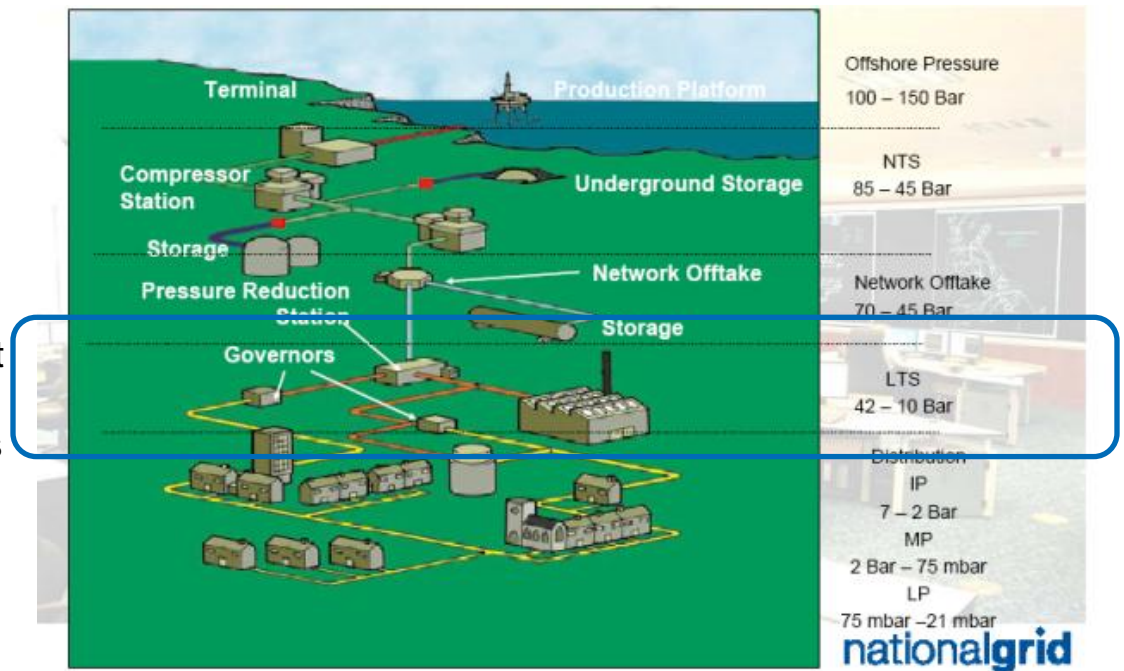 Offshore Pressure
100 – 150 Bar
Terminal
Production Platform
NTS
85 – 45 Bar
Compressor
Station
Underground Storage
Storage
Network Offtake
Network Offtake
70 – 45 Bar
Pressure Reduction
Station
Storage
Governors
LTS
42 – 10 Bar
Distribution
IP
7 – 2 Bar
MP
2 Bar – 75 mbar
LP
75 mbar –21 mbar
nationalgrid